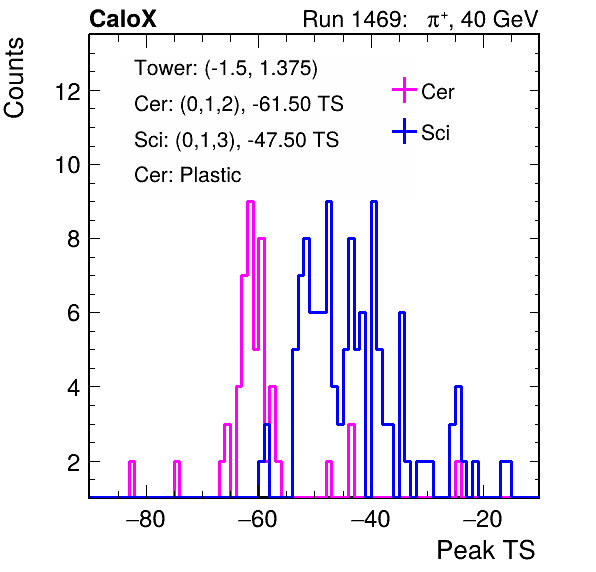 CaloX Run 1469: π+, 40 GeV
Counts
Tower: (-1.5, 1.375)
Cer: (0,1,2), -61.50 TS
Sci: (0,1,3), -47.50 TS
Cer: Plastic
Cer
Sci
12
10
8
6
4
2
−80 −60 −40 −20
Peak TS